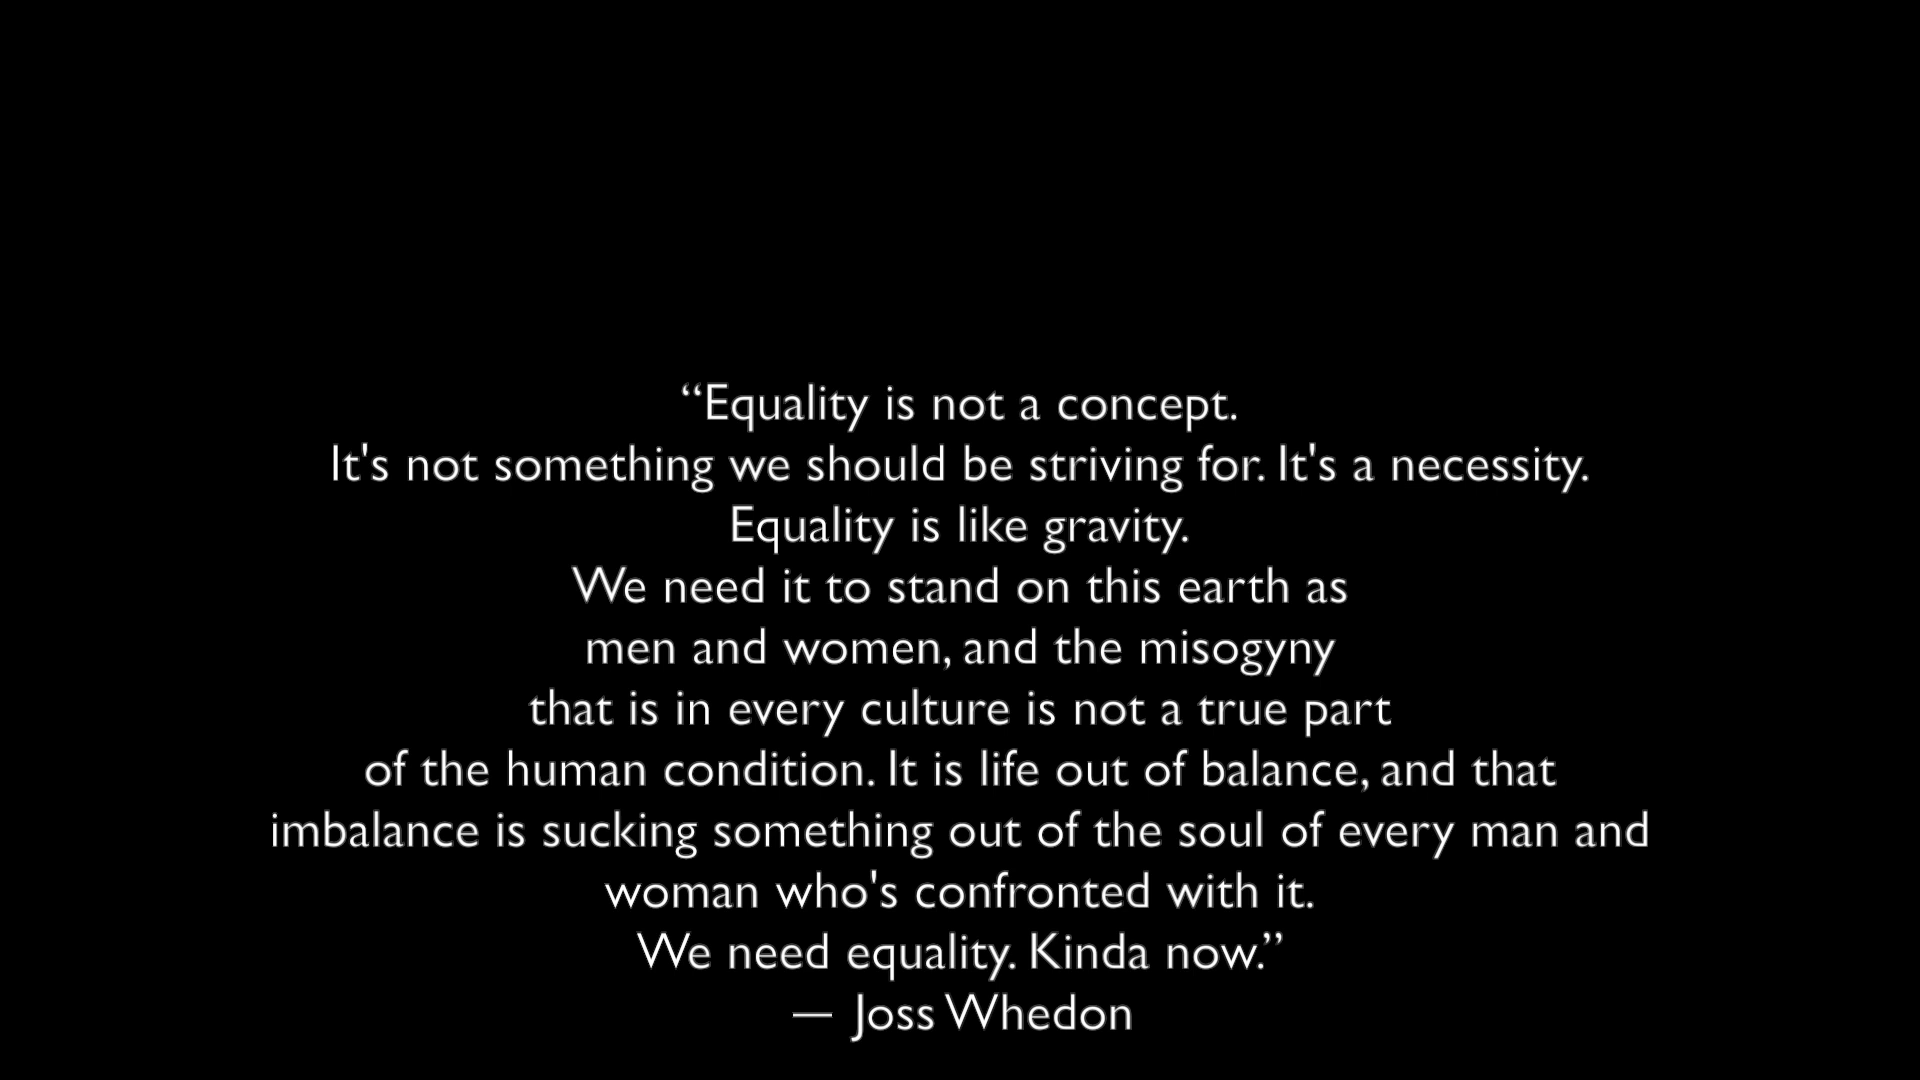 “Equality is not a concept.
It's not something we should be striving for. It's a necessity.
Equality is like gravity.
We need it to stand on this earth as
men and women, and the misogyny
that is in every culture is not a true part
of the human condition. It is life out of balance, and that
imbalance is sucking something out of the soul of every man and
woman who's confronted with it.
We need equality. Kinda now.”
— Joss Whedon